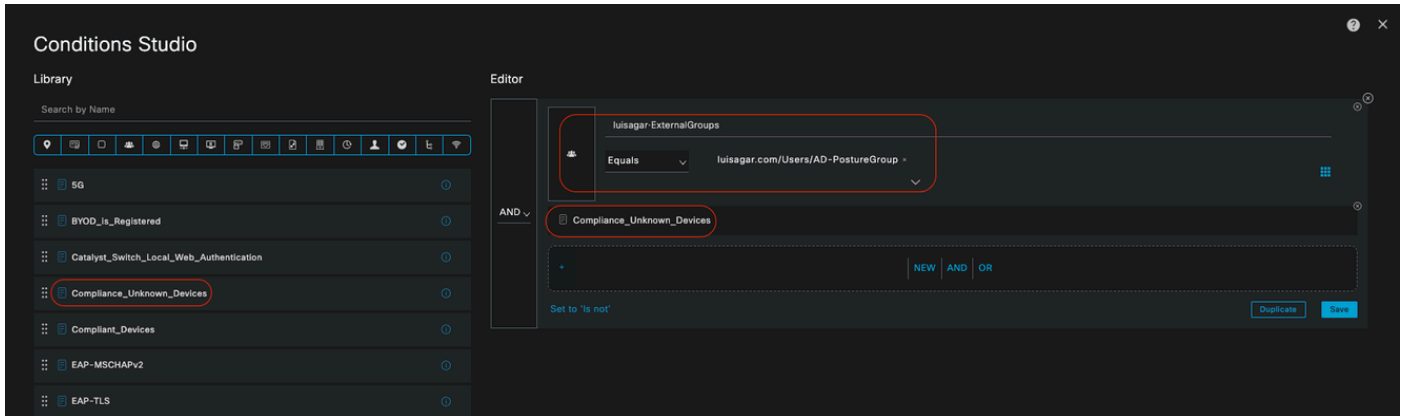 Conditions Studio
Library
Search by Name
5G
BYOD_is_Registered
Catalyst_Switch_Local_Web_Authentication
Compliance_Unknown_Devices
Compliant_Devices
EAP-MSCHAPv2
EAP-TLS
Editor
AND
luisagar·ExternalGroups
Equals
luisagar.com/Users/AD-PostureGroup ×
Compliance_Unknown_Devices
+ NEW AND OR
Set to 'Is not'
Duplicate Save